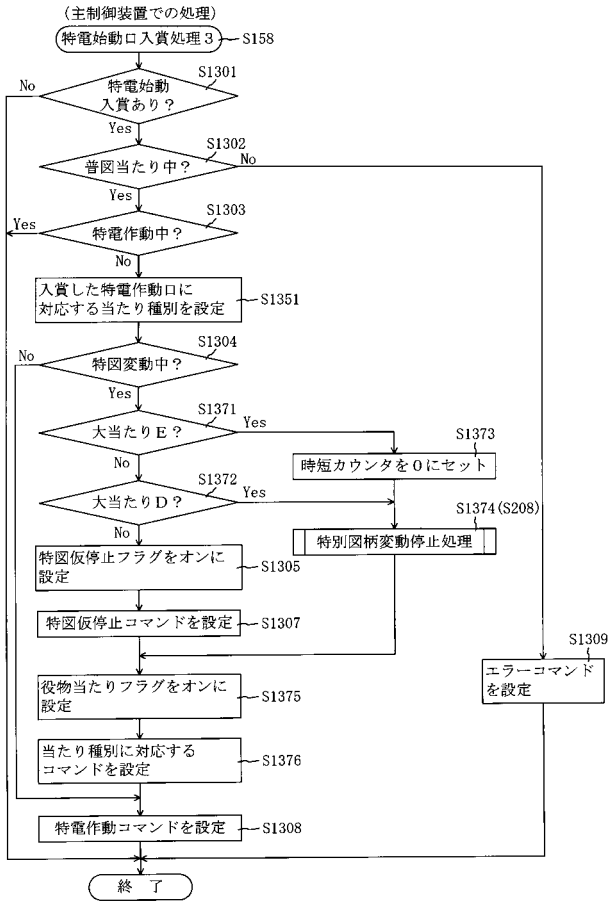 (主制御装置での処理)
特電始動口入賞処理3
S158
S1301
No
特電始動
入賞あり？
Yes
S1302
普図当たり中？
No
Yes
S1303
Yes
特電作動中？
No
入賞した特電作動口に
対応する当たり種別を設定
S1351
S1304
No
特図変動中？
Yes
S1371
大当たりE？
Yes
S1373
時短カウンタを0にセット
No
S1372
大当たりD？
Yes
S1374(S208)
特別図柄変動停止処理
No
特図仮停止フラグをオンに
設定
S1305
特図仮停止コマンドを設定
S1307
S1309
エラーコマンド
を設定
役物当たりフラグをオンに
設定
S1375
当たり種別に対応する
コマンドを設定
S1376
特電作動コマンドを設定
S1308
終 了